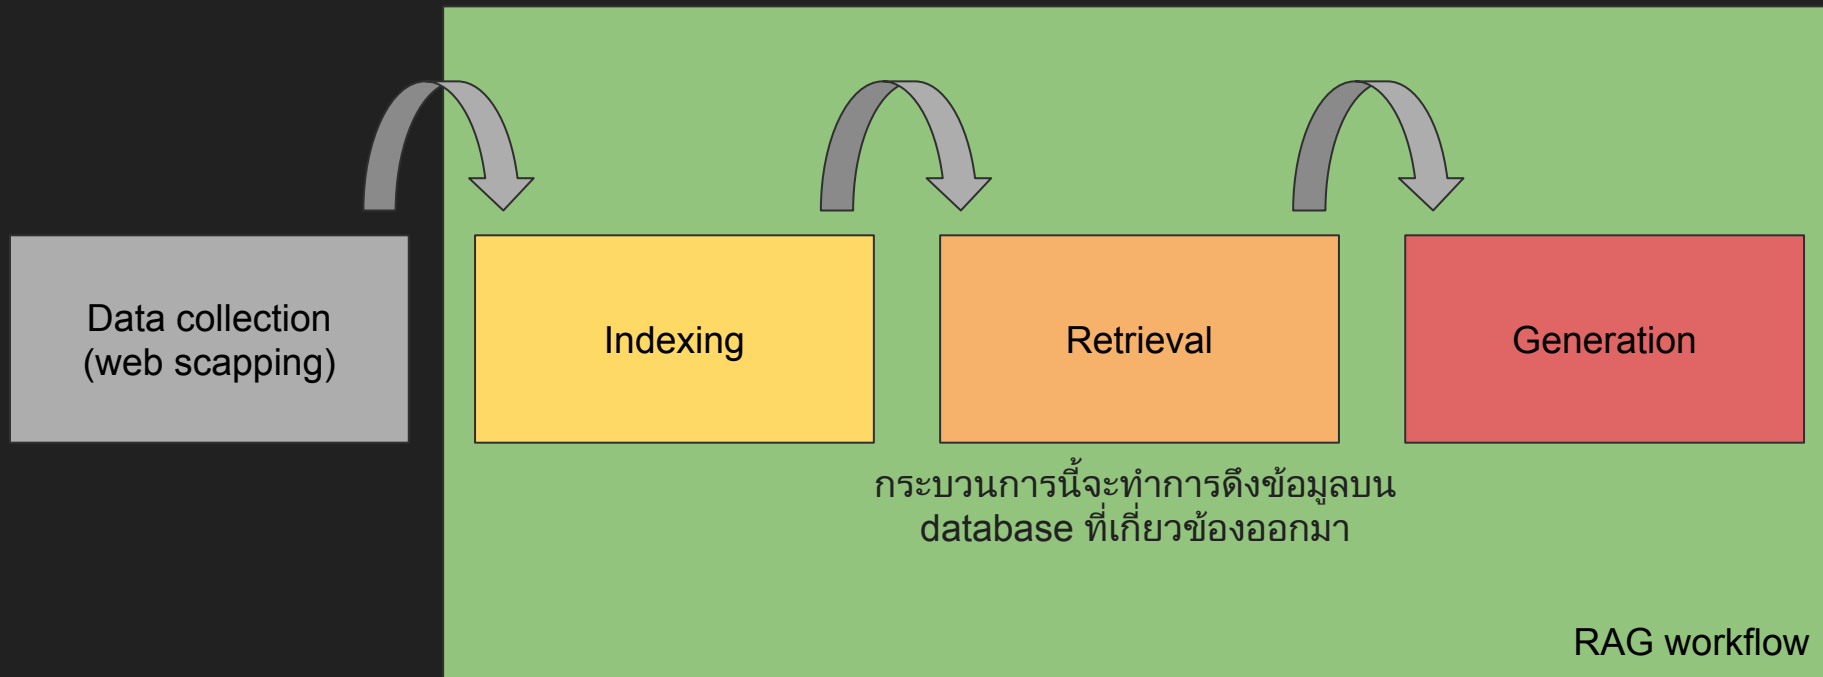 Data collection
(web scapping)
Indexing
Retrieval
Generation
กระบวนการนี้จะทำการดึงข้อมูลบน
database ที่เกี่ยวข้องออกมา
RAG workflow